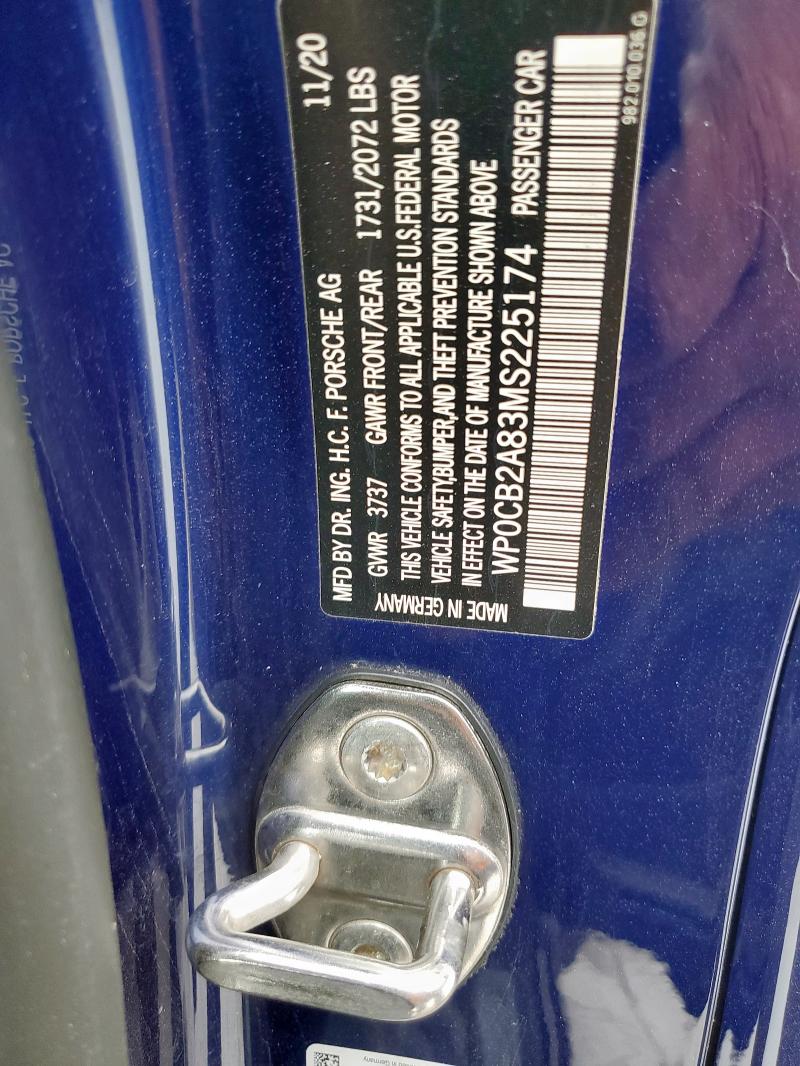 MFD BY DR. ING. H.C. F. PORSCHE AG 11/20
GVWR 3737 GAWR FRONT/REAR 1731/2072 LBS
THIS VEHICLE CONFORMS TO ALL APPLICABLE U.S.FEDERAL MOTOR
VEHICLE SAFETY,BUMPER,AND THEFT PREVENTION STANDARDS
IN EFFECT ON THE DATE OF MANUFACTURE SHOWN ABOVE
WP0CB2A83MS225174 PASSENGER CAR
MADE IN GERMANY
982.010.036.G